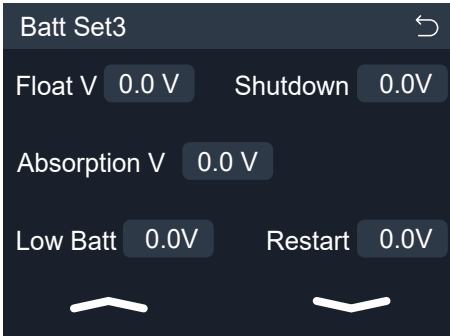 Batt Set3
Float V 0.0 V Shutdown 0.0V
Absorption V 0.0 V
Low Batt 0.0V Restart 0.0V